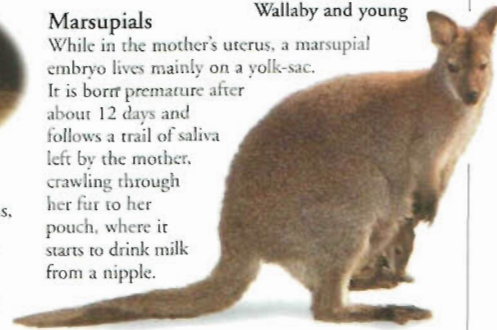 Wallaby and young
Marsupials
While in the mother's uterus, a marsupial
embryo lives mainly on a yolk-sac.
It is born premature after
about 12 days and
follows a trail of saliva
left by the mother,
crawling through
her fur to her
pouch, where it
starts to drink milk
from a nipple.
s,